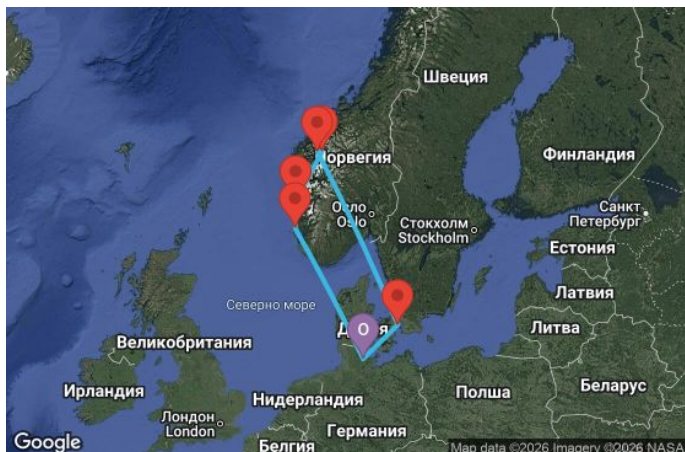 Швеция
Норвегия
Финландия
Осло
Oslo
Санкт
Петербург
Стокхолм
Stockholm
Естония
Северно море
Латвия
Дания
Великобритания
Литва
Ирландия
Нидерландия
Полша
Беларус
Лондон
London
Германия
Белгия
Google
Map data ©2026 Imagery ©2026 NASA
O